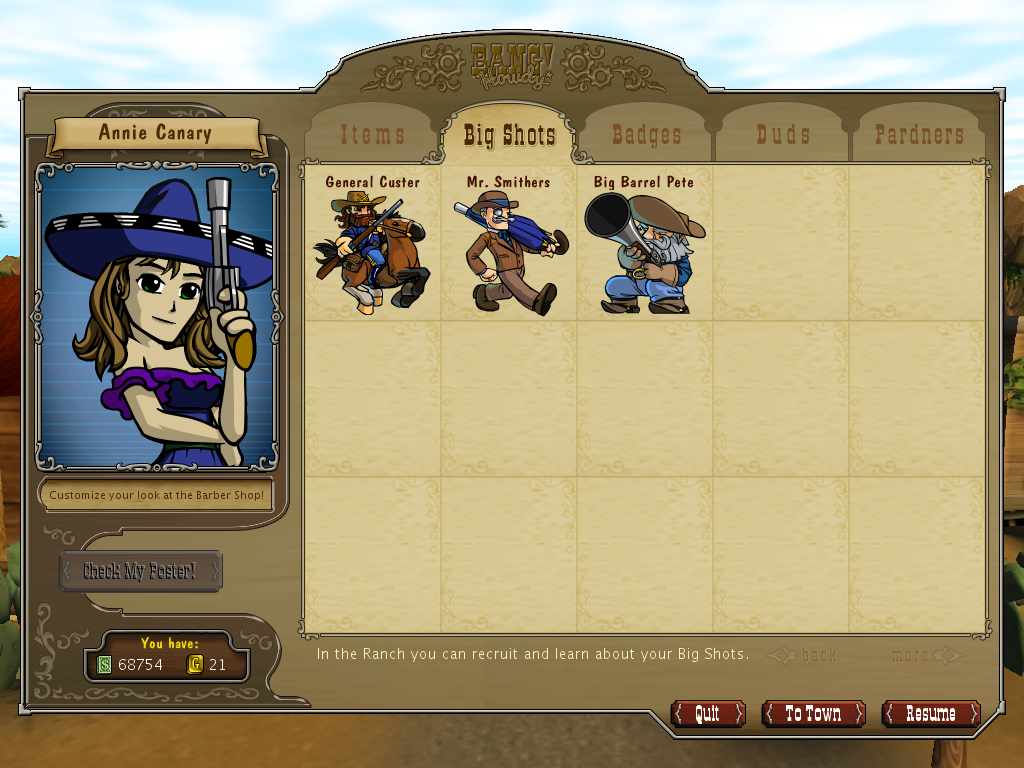 BANG!
Howdy
Annie Canary
Items
Big Shots
Badges
Duds
Pardners
General Custer
Mr. Smithers
Big Barrel Pete
Customize your look at the Barber Shop!
Check My Poster!
You have:
$ 68754 G 21
In the Ranch you can recruit and learn about your Big Shots.
back
more
Quit
To Town
Resume